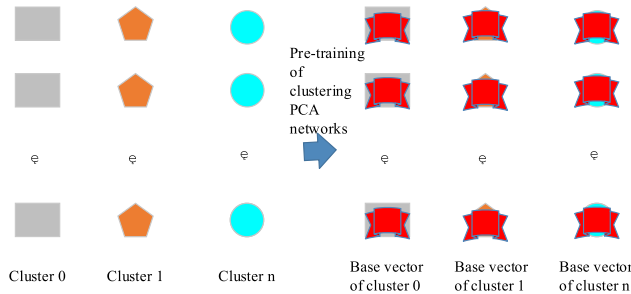 Pre-training
of
clustering
PCA
networks
Cluster 0
Cluster 1
Cluster n
Base vector
of cluster 0
Base vector
of cluster 1
Base vector
of cluster n